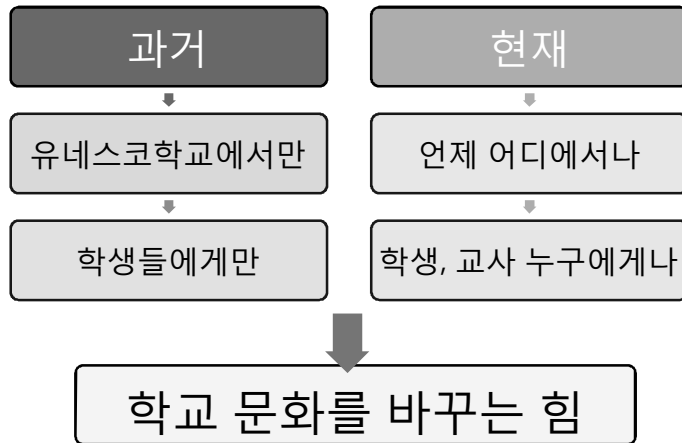 과거
현재
유네스코학교에서만
언제 어디에서나
학생들에게만
학생, 교사 누구에게나
학교 문화를 바꾸는 힘